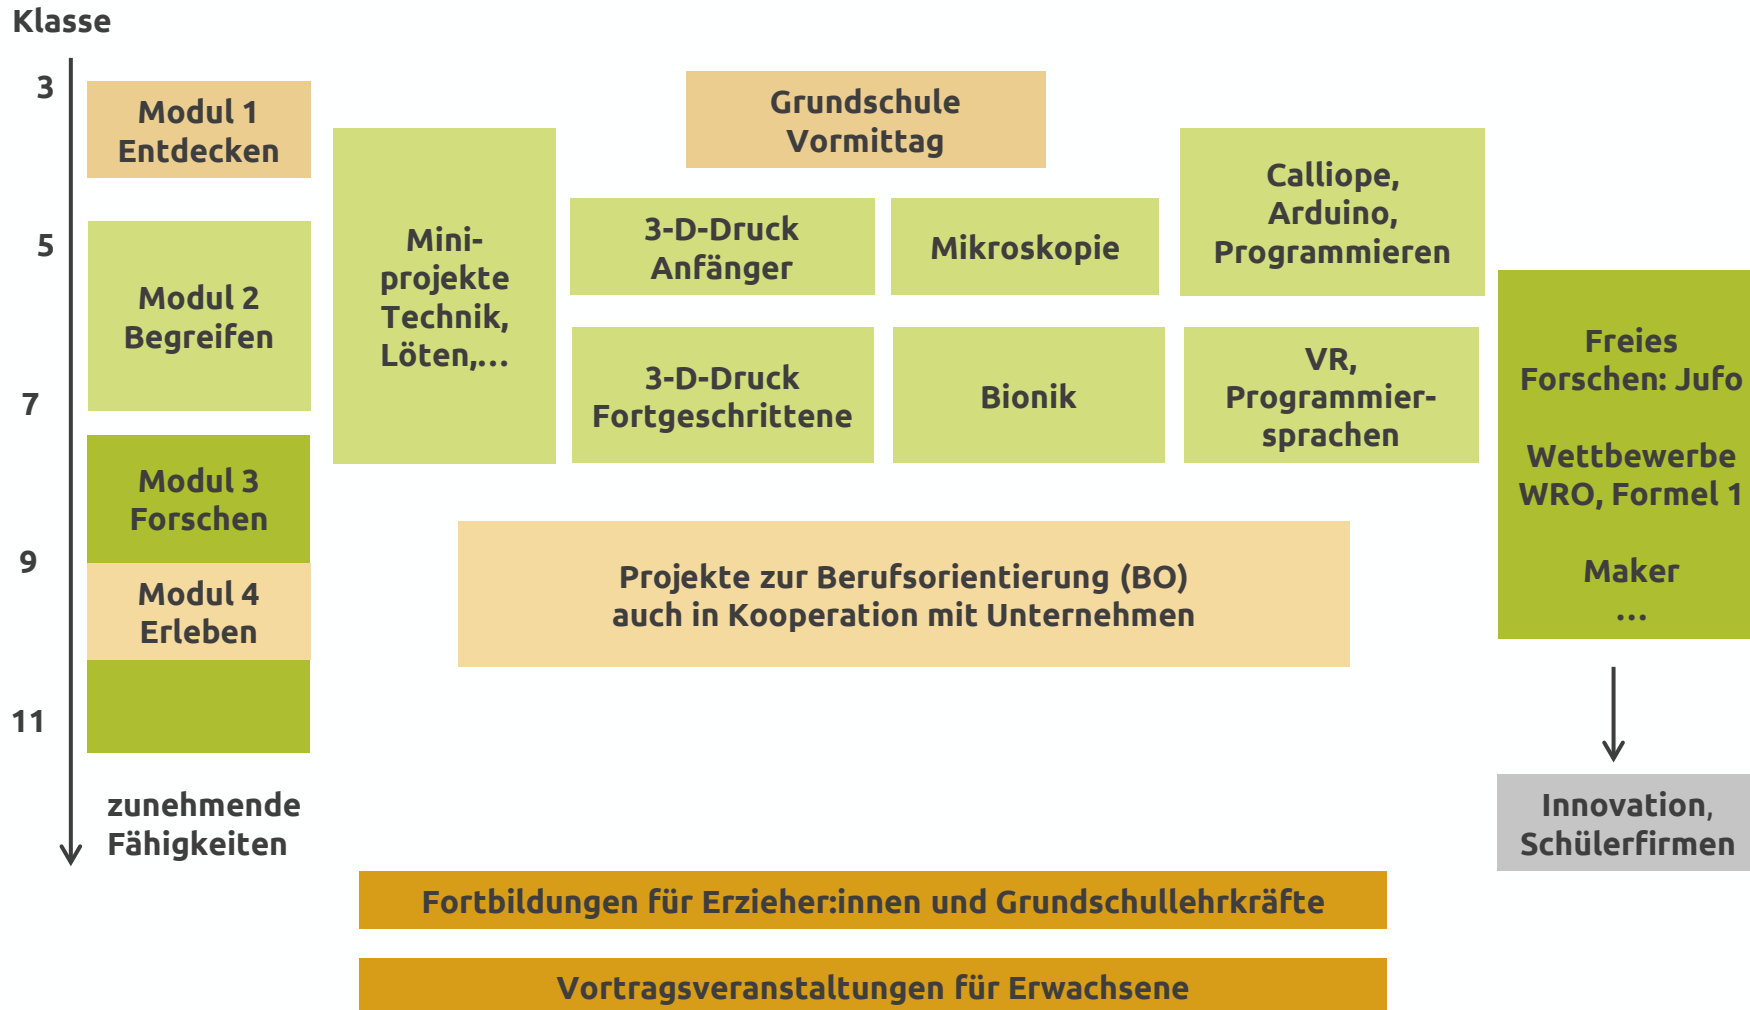 Klasse
3
5
7
9
11
Modul 1
Entdecken
Modul 2
Begreifen
Modul 3
Forschen
Modul 4
Erleben
zunehmende
Fähigkeiten
Mini-
projekte
Technik,
Löten,...
Grundschule
Vormittag
3-D-Druck
Anfänger
Mikroskopie
Calliope,
Arduino,
Programmieren
3-D-Druck
Fortgeschrittene
Bionik
VR,
Programmier-
sprachen
Freies
Forschen: Jufo
Wettbewerbe
WRO, Formel 1
Maker
...
Projekte zur Berufsorientierung (BO)
auch in Kooperation mit Unternehmen
Innovation,
Schülerfirmen
Fortbildungen für Erzieher:innen und Grundschullehrkräfte
Vortragsveranstaltungen für Erwachsene